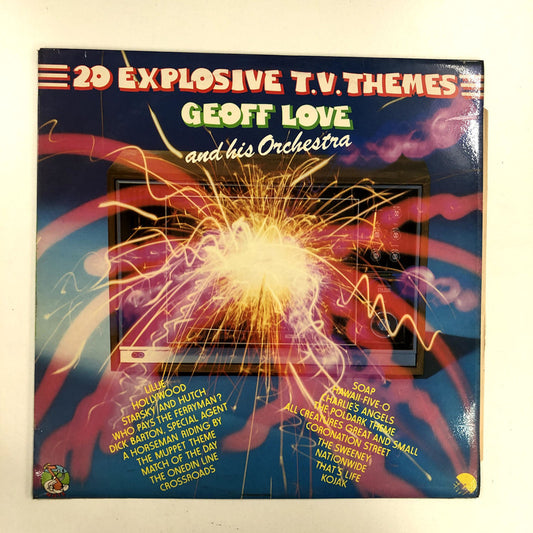 20 EXPLOSIVE T.V. THEMES
GEOFF LOVE
and his Orchestra
LILLIE
HOLLYWOOD
STARSKY AND HUTCH
WHO PAYS THE FERRYMAN?
DICK BARTON: SPECIAL AGENT
A HORSEMAN RIDING BY
THE MUPPET THEME
MATCH OF THE DAY
THE ONEDIN LINE
CROSSROADS
SOAP
HAWAII-FIVE-O
CHARLIE'S ANGELS
THE POLDARK THEME
ALL CREATURES GREAT AND SMALL
CORONATION STREET
THE SWEENEY
NATIONWIDE
THAT'S LIFE
KOJAK